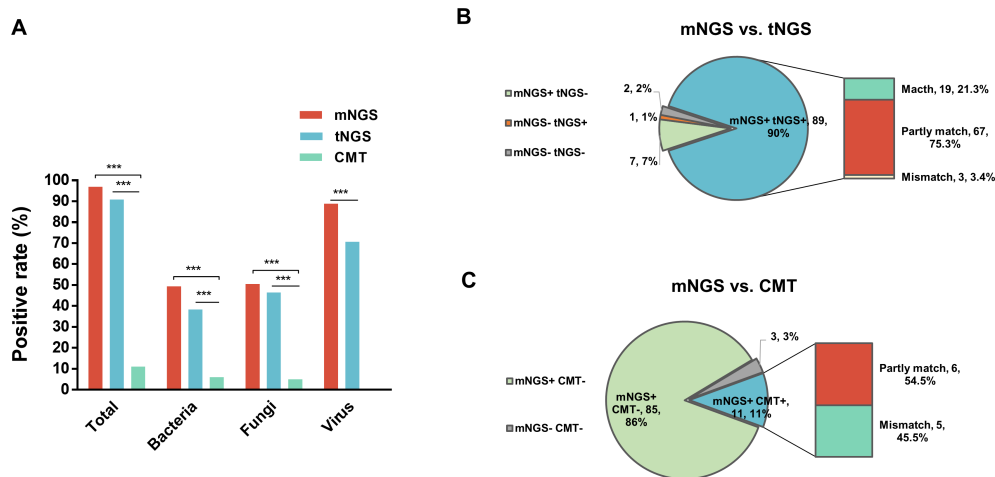 A
mNGS
tNGS
CMT
Positive rate (%)
100
90
80
70
60
50
40
30
20
10
0
***
***
***
***
***
***
***
Total
Bacteria
Fungi
Virus
B
mNGS vs. tNGS
mNGS+ tNGS-
mNGS- tNGS+
mNGS- tNGS-
2, 2%
1, 1%
7, 7%
mNGS+ tNGS+, 89,
90%
Macth, 19, 21.3%
Partly match, 67,
75.3%
Mismatch, 3, 3.4%
C
mNGS vs. CMT
mNGS+ CMT-
mNGS- CMT-
3, 3%
mNGS+
CMT-, 85,
86%
mNGS+ CMT+,
11, 11%
Partly match, 6,
54.5%
Mismatch, 5,
45.5%